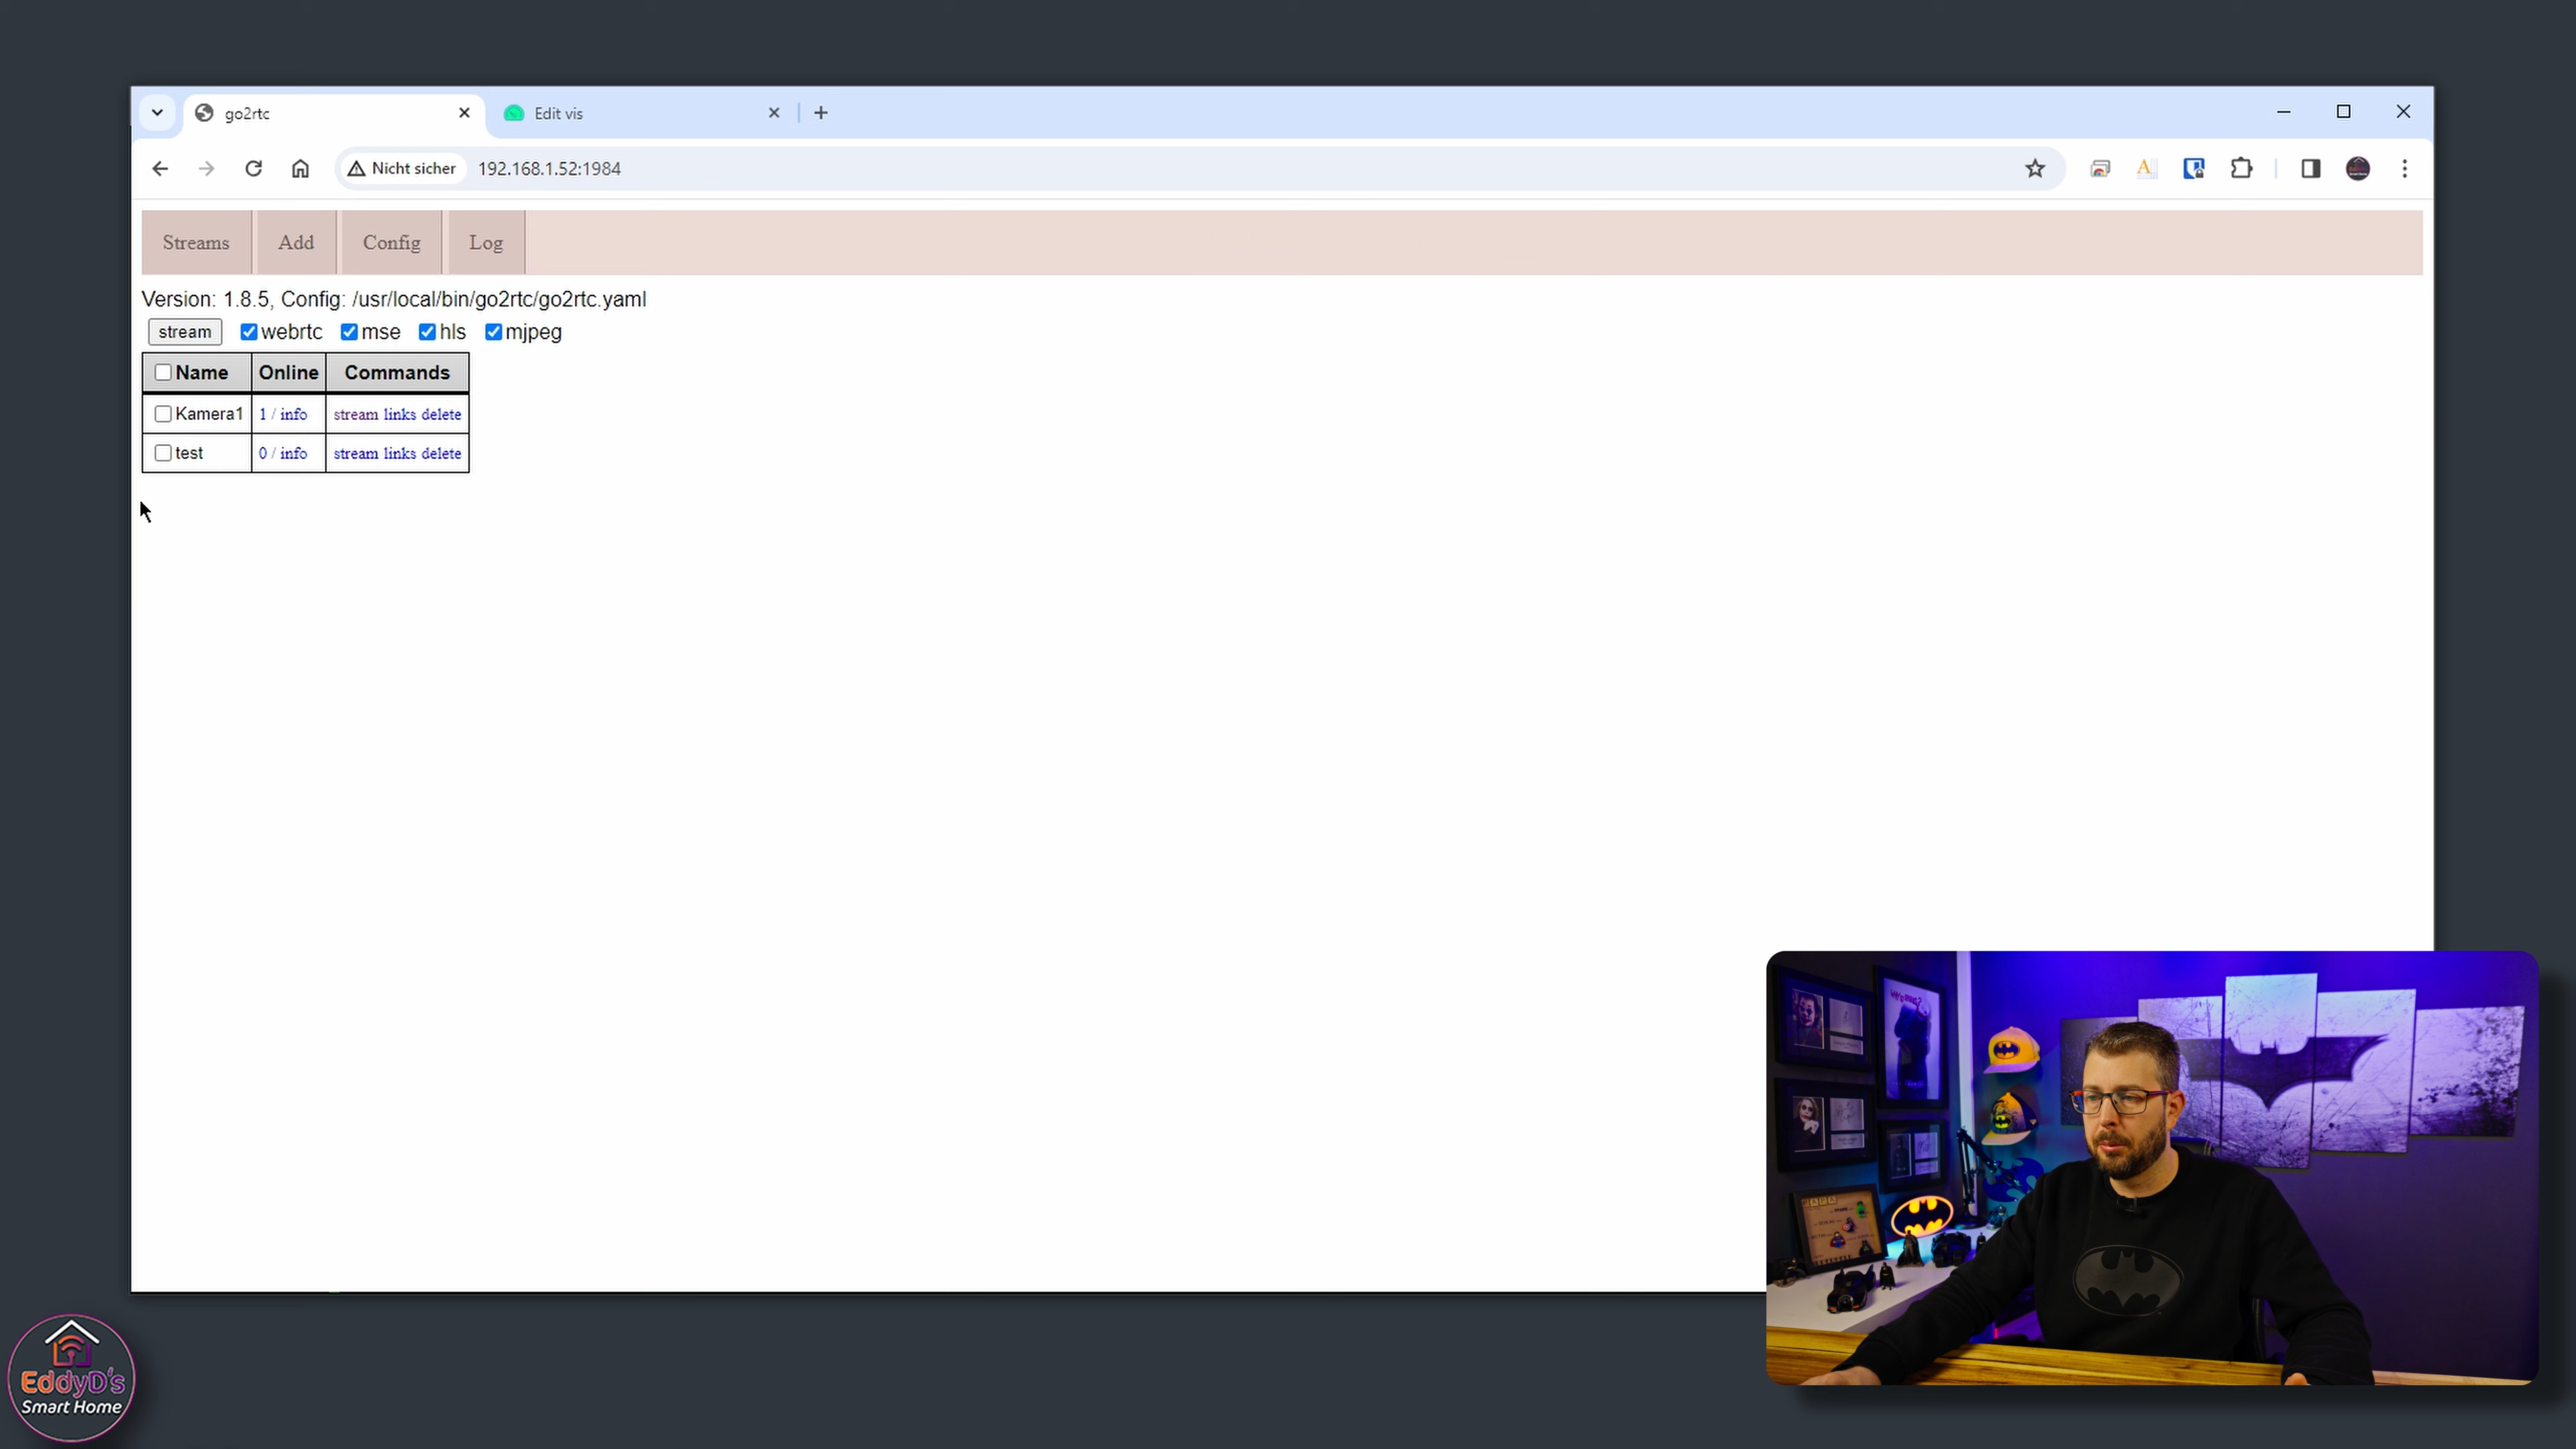 go2rtc
Edit vis
Nicht sicher
192.168.1.52:1984
Streams
Add
Config
Log
Version: 1.8.5, Config: /usr/local/bin/go2rtc/go2rtc.yaml
stream webrtc mse hls mjpeg
Name Online Commands
Kamera1 1 / info stream links delete
test 0 / info stream links delete
EddyD's
Smart Home